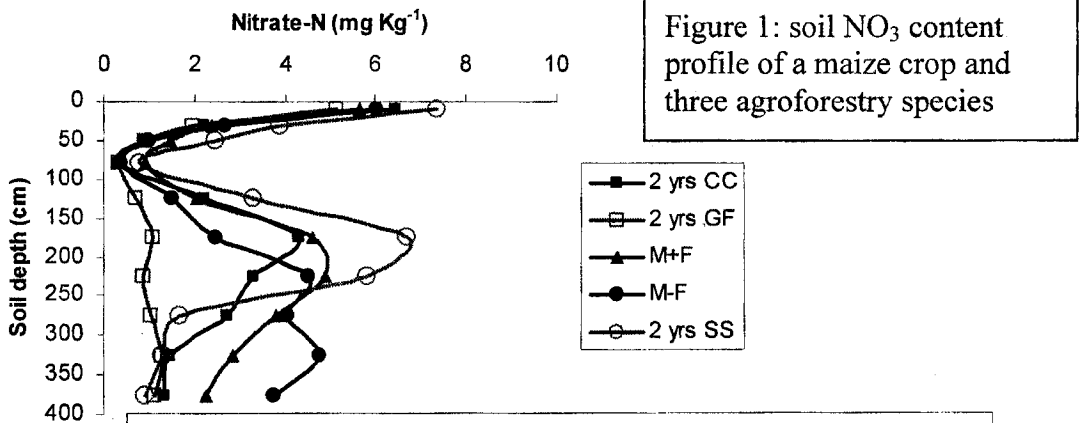 Nitrate-N (mg Kg⁻¹)
0 2 4 6 8 10
Figure 1: soil NO₃ content
profile of a maize crop and
three agroforestry species
Soil depth (cm)
0
50
100
150
200
250
300
350
400
2 yrs CC
2 yrs GF
M+F
M-F
2 yrs SS